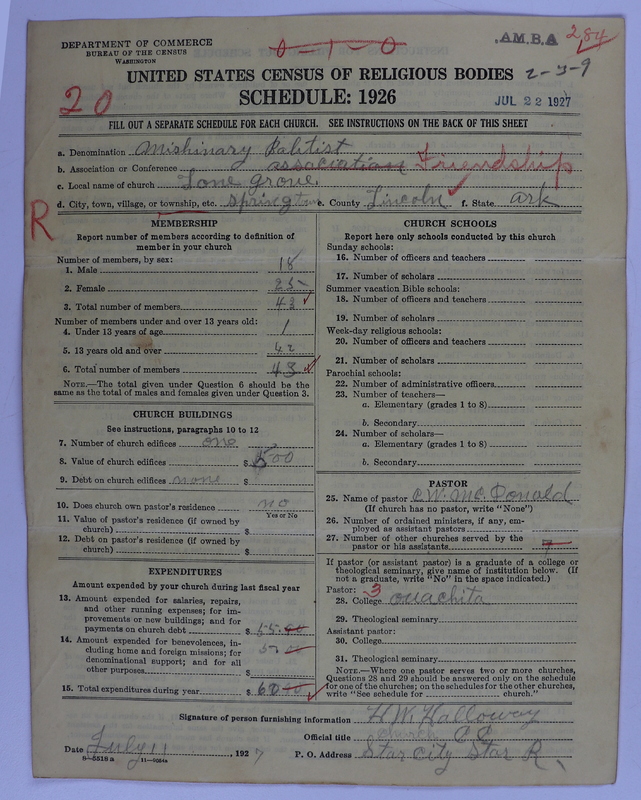 DEPARTMENT OF COMMERCE
BUREAU OF THE CENSUS
WASHINGTON
0-1-0
A.M.B.A
284
UNITED STATES CENSUS OF RELIGIOUS BODIES
2-3-9
20
SCHEDULE: 1926
JUL 22 1927
FILL OUT A SEPARATE SCHEDULE FOR EACH CHURCH. SEE INSTRUCTIONS ON THE BACK OF THIS SHEET
a. Denomination Mishinary Babtist
b. Association or Conference association Friendship
c. Local name of church Lone grove
d. City, town, village, or township, etc. Springtown e. County Lincoln f. State Ark
R
MEMBERSHIP
Report number of members according to definition of
member in your church
Number of members, by sex:
1. Male 18
2. Female 25
3. Total number of members 43
Number of members under and over 13 years old:
4. Under 13 years of age 1
5. 13 years old and over 42
6. Total number of members 43
NOTE.—The total given under Question 6 should be the
same as the total of males and females given under Question 3.
CHURCH BUILDINGS
See instructions, paragraphs 10 to 12
7. Number of church edifices one
8. Value of church edifices $ 500
9. Debt on church edifices none $
10. Does church own pastor's residence no
Yes or No
11. Value of pastor's residence (if owned by
church) $
12. Debt on pastor's residence (if owned by
church) $
EXPENDITURES
Amount expended by your church during last fiscal year
13. Amount expended for salaries, repairs,
and other running expenses; for im-
provements or new buildings; and for
payments on church debt $ 55.00
14. Amount expended for benevolences, in-
cluding home and foreign missions; for
denominational support; and for all
other purposes $
15. Total expenditures during year $ 60 00
CHURCH SCHOOLS
Report here only schools conducted by this church
Sunday schools:
16. Number of officers and teachers
17. Number of scholars
Summer vacation Bible schools:
18. Number of officers and teachers
19. Number of scholars
Week-day religious schools:
20. Number of officers and teachers
21. Number of scholars
Parochial schools:
22. Number of administrative officers
23. Number of teachers—
a. Elementary (grades 1 to 8)
b. Secondary
24. Number of scholars—
a. Elementary (grades 1 to 8)
b. Secondary
PASTOR
25. Name of pastor C.W. McDonald
(If church has no pastor, write "None")
26. Number of ordained ministers, if any, em-
ployed as assistant pastors
27. Number of other churches served by the
pastor or his assistants
If pastor (or assistant pastor) is a graduate of a college or
theological seminary, give name of institution below. (If
not a graduate, write "No" in the space indicated.)
Pastor: 3
28. College Ouachita
29. Theological seminary
Assistant pastor:
30. College
31. Theological seminary
NOTE.—Where one pastor serves two or more churches,
Questions 28 and 29 should be answered only on the schedule
for one of the churches; on the schedules for the other churches,
write "See schedule for church."
Signature of person furnishing information H.M. Halloway
Official title Church C C
Date July 11, 1927 P. O. Address Star City Star R
8-5518a 11-9054a